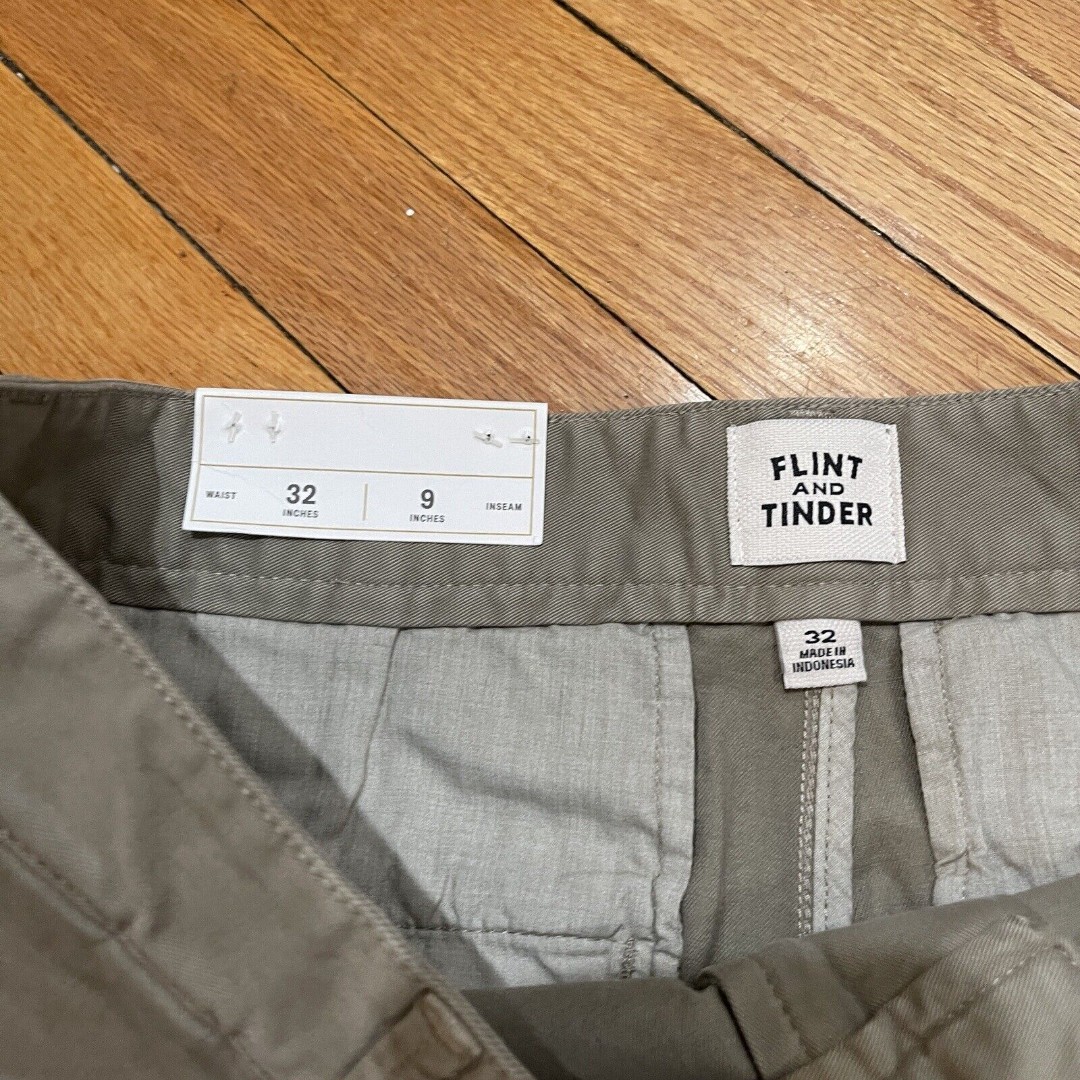 WAIST 32 INCHES 9 INCHES INSEAM
FLINT
AND
TINDER
32
MADE IN
INDONESIA